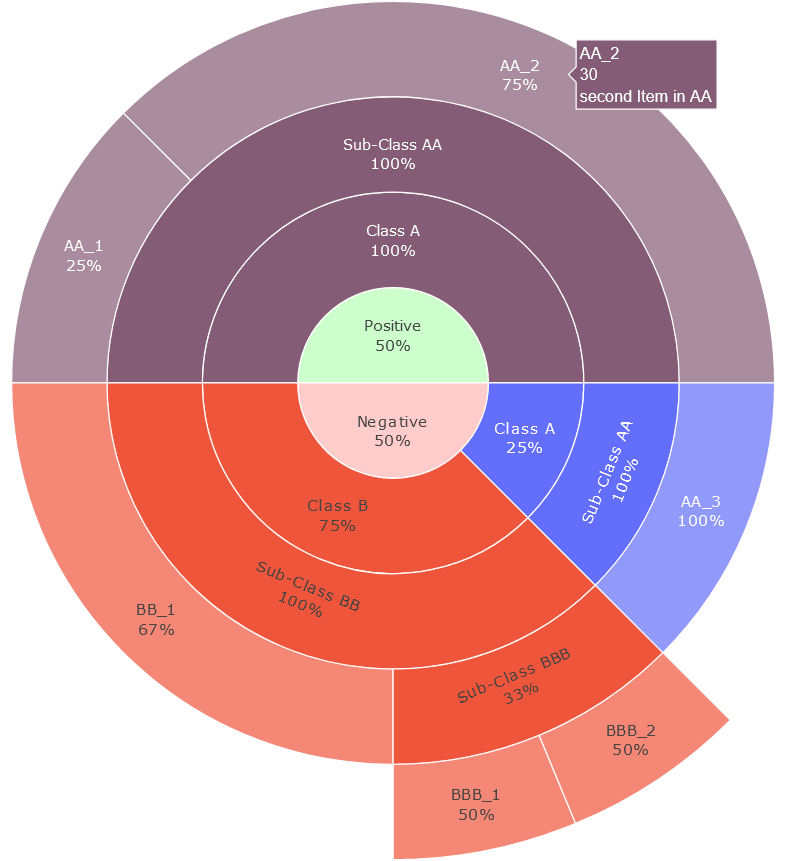 AA_2
75%
AA_2
30
second Item in AA
Sub-Class AA
100%
Class A
100%
AA_1
25%
Positive
50%
Negative
50%
Class A
25%
Sub-Class AA
100%
AA_3
100%
Class B
75%
Sub-Class BB
100%
BB_1
67%
Sub-Class BBB
33%
BBB_2
50%
BBB_1
50%